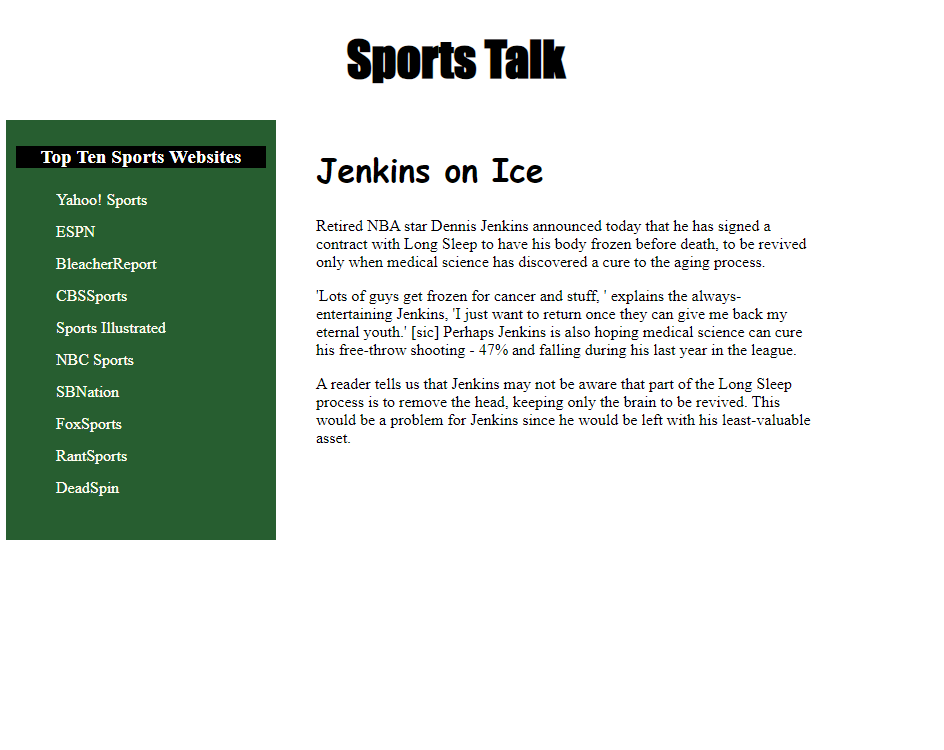 Sports Talk
Top Ten Sports Websites
Yahoo! Sports
ESPN
BleacherReport
CBSSports
Sports Illustrated
NBC Sports
SBNation
FoxSports
RantSports
DeadSpin
Jenkins on Ice
Retired NBA star Dennis Jenkins announced today that he has signed a
contract with Long Sleep to have his body frozen before death, to be revived
only when medical science has discovered a cure to the aging process.
'Lots of guys get frozen for cancer and stuff, ' explains the always-
entertaining Jenkins, 'I just want to return once they can give me back my
eternal youth.' [sic] Perhaps Jenkins is also hoping medical science can cure
his free-throw shooting - 47% and falling during his last year in the league.
A reader tells us that Jenkins may not be aware that part of the Long Sleep
process is to remove the head, keeping only the brain to be revived. This
would be a problem for Jenkins since he would be left with his least-valuable
asset.